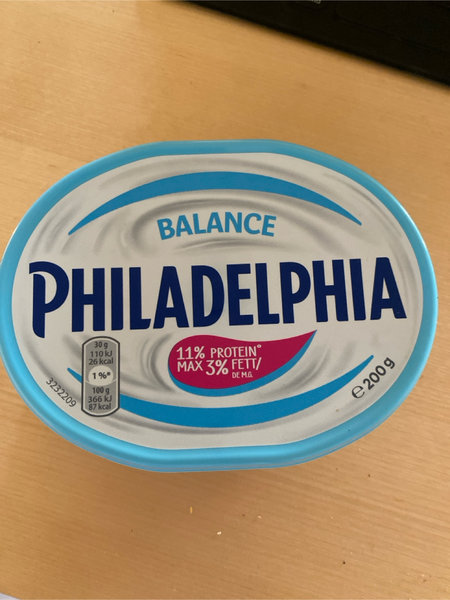 BALANCE
PHILADELPHIA
11% PROTEIN°
MAX 3% FETT/
DE M.G.
30 g
110 kJ
26 kcal
1 %*
100 g
366 kJ
87 kcal
3232209
℮ 200 g